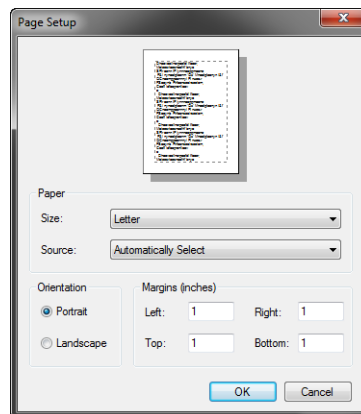 Page Setup
Paper
Size: Letter
Source: Automatically Select
Orientation
Portrait
Landscape
Margins (inches)
Left: 1 Right: 1
Top: 1 Bottom: 1
OK Cancel